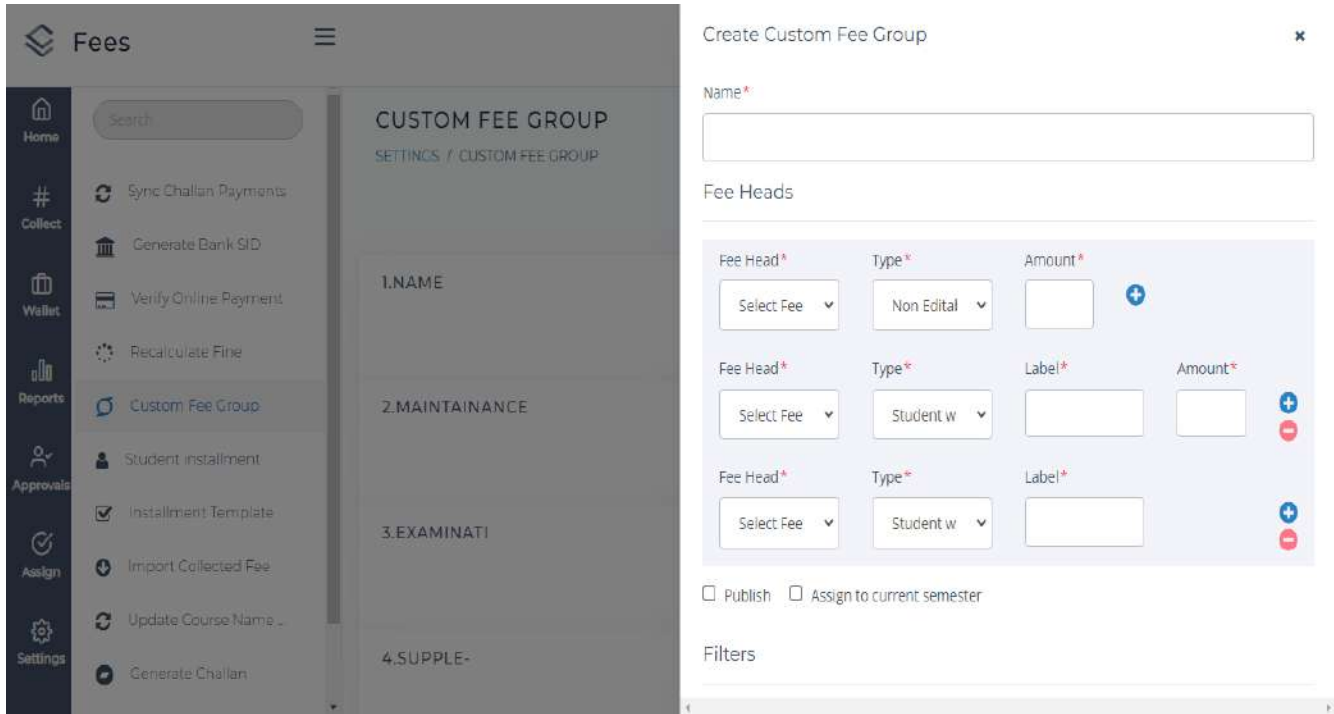 Fees
Home
Collect
Wallet
Reports
Approvals
Assign
Settings
Search
Sync Challan Payments
Generate Bank SID
Verify Online Payment
Recalculate Fine
Custom Fee Group
Student installment
Installment Template
Import Collected Fee
Update Course Name ..
Generate Challan
CUSTOM FEE GROUP
SETTINGS / CUSTOM FEE GROUP
1.NAME
2.MAINTAINANCE
3.EXAMINATI
4.SUPPLE-
Create Custom Fee Group
Name*
Fee Heads
Fee Head* Type* Amount*
Select Fee Non Edital
Fee Head* Type* Label* Amount*
Select Fee Student w
Fee Head* Type* Label*
Select Fee Student w
Publish Assign to current semester
Filters